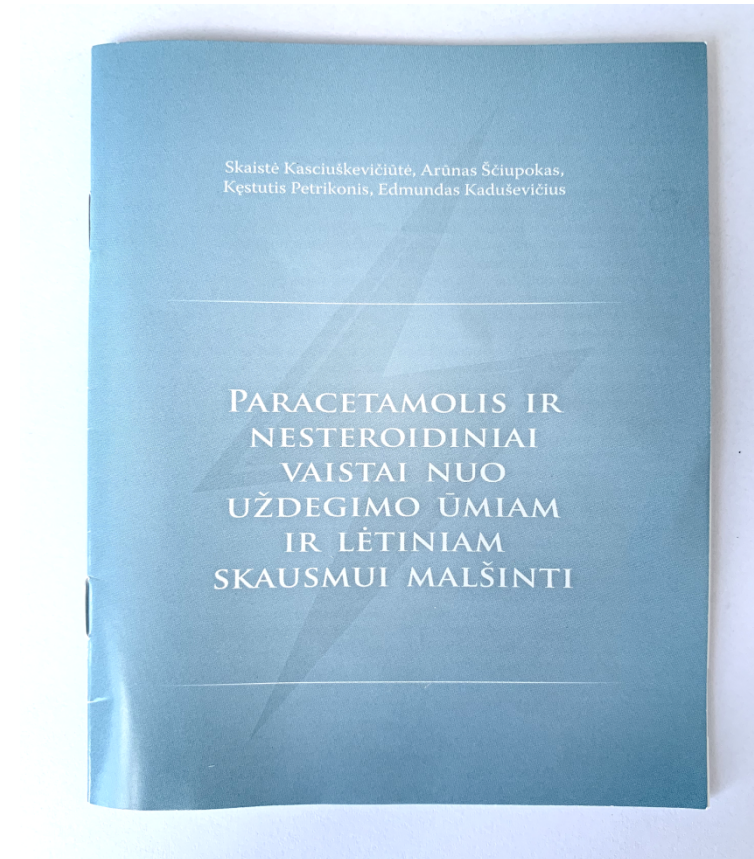 Skaistė Kasciuškevičiūtė, Arūnas Ščiupokas,
Kęstutis Petrikonis, Edmundas Kaduševičius
PARACETAMOLIS IR
NESTEROIDINIAI
VAISTAI NUO
UŽDEGIMO ŪMIAM
IR LĖTINIAM
SKAUSMUI MALŠINTI